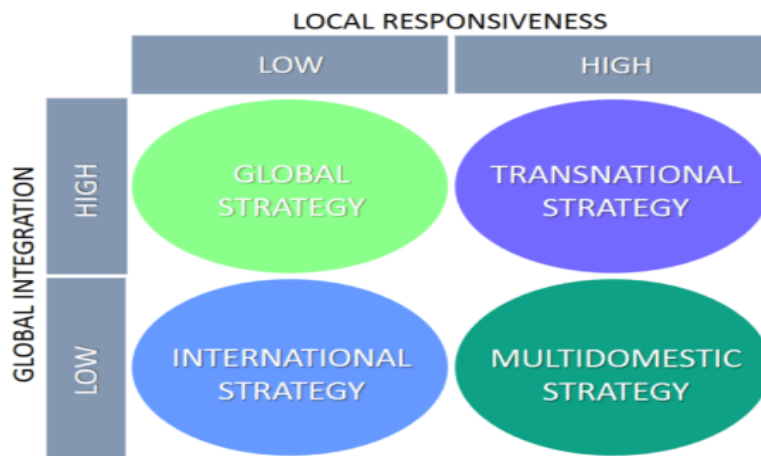 LOCAL RESPONSIVENESS
LOW
HIGH
GLOBAL INTEGRATION
HIGH
GLOBAL
STRATEGY
TRANSNATIONAL
STRATEGY
LOW
INTERNATIONAL
STRATEGY
MULTIDOMESTIC
STRATEGY